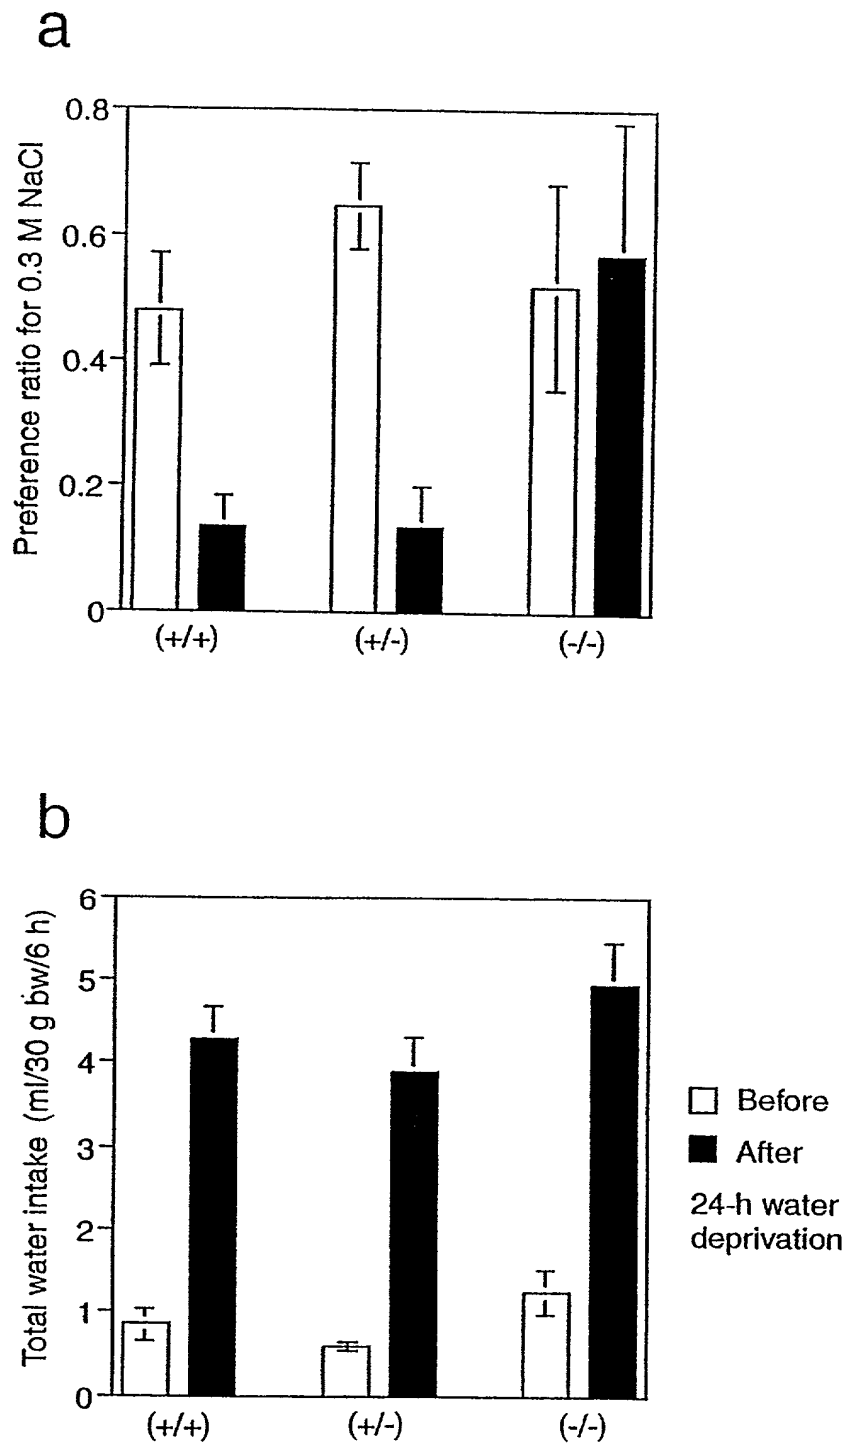 a
Preference ratio for 0.3 M NaCl
0.8
0.6
0.4
0.2
0
(+/+) (+/-) (-/-)
b
Total water intake (ml/30 g bw/6 h)
6
5
4
3
2
1
0
(+/+) (+/-) (-/-)
Before
After
24-h water
deprivation